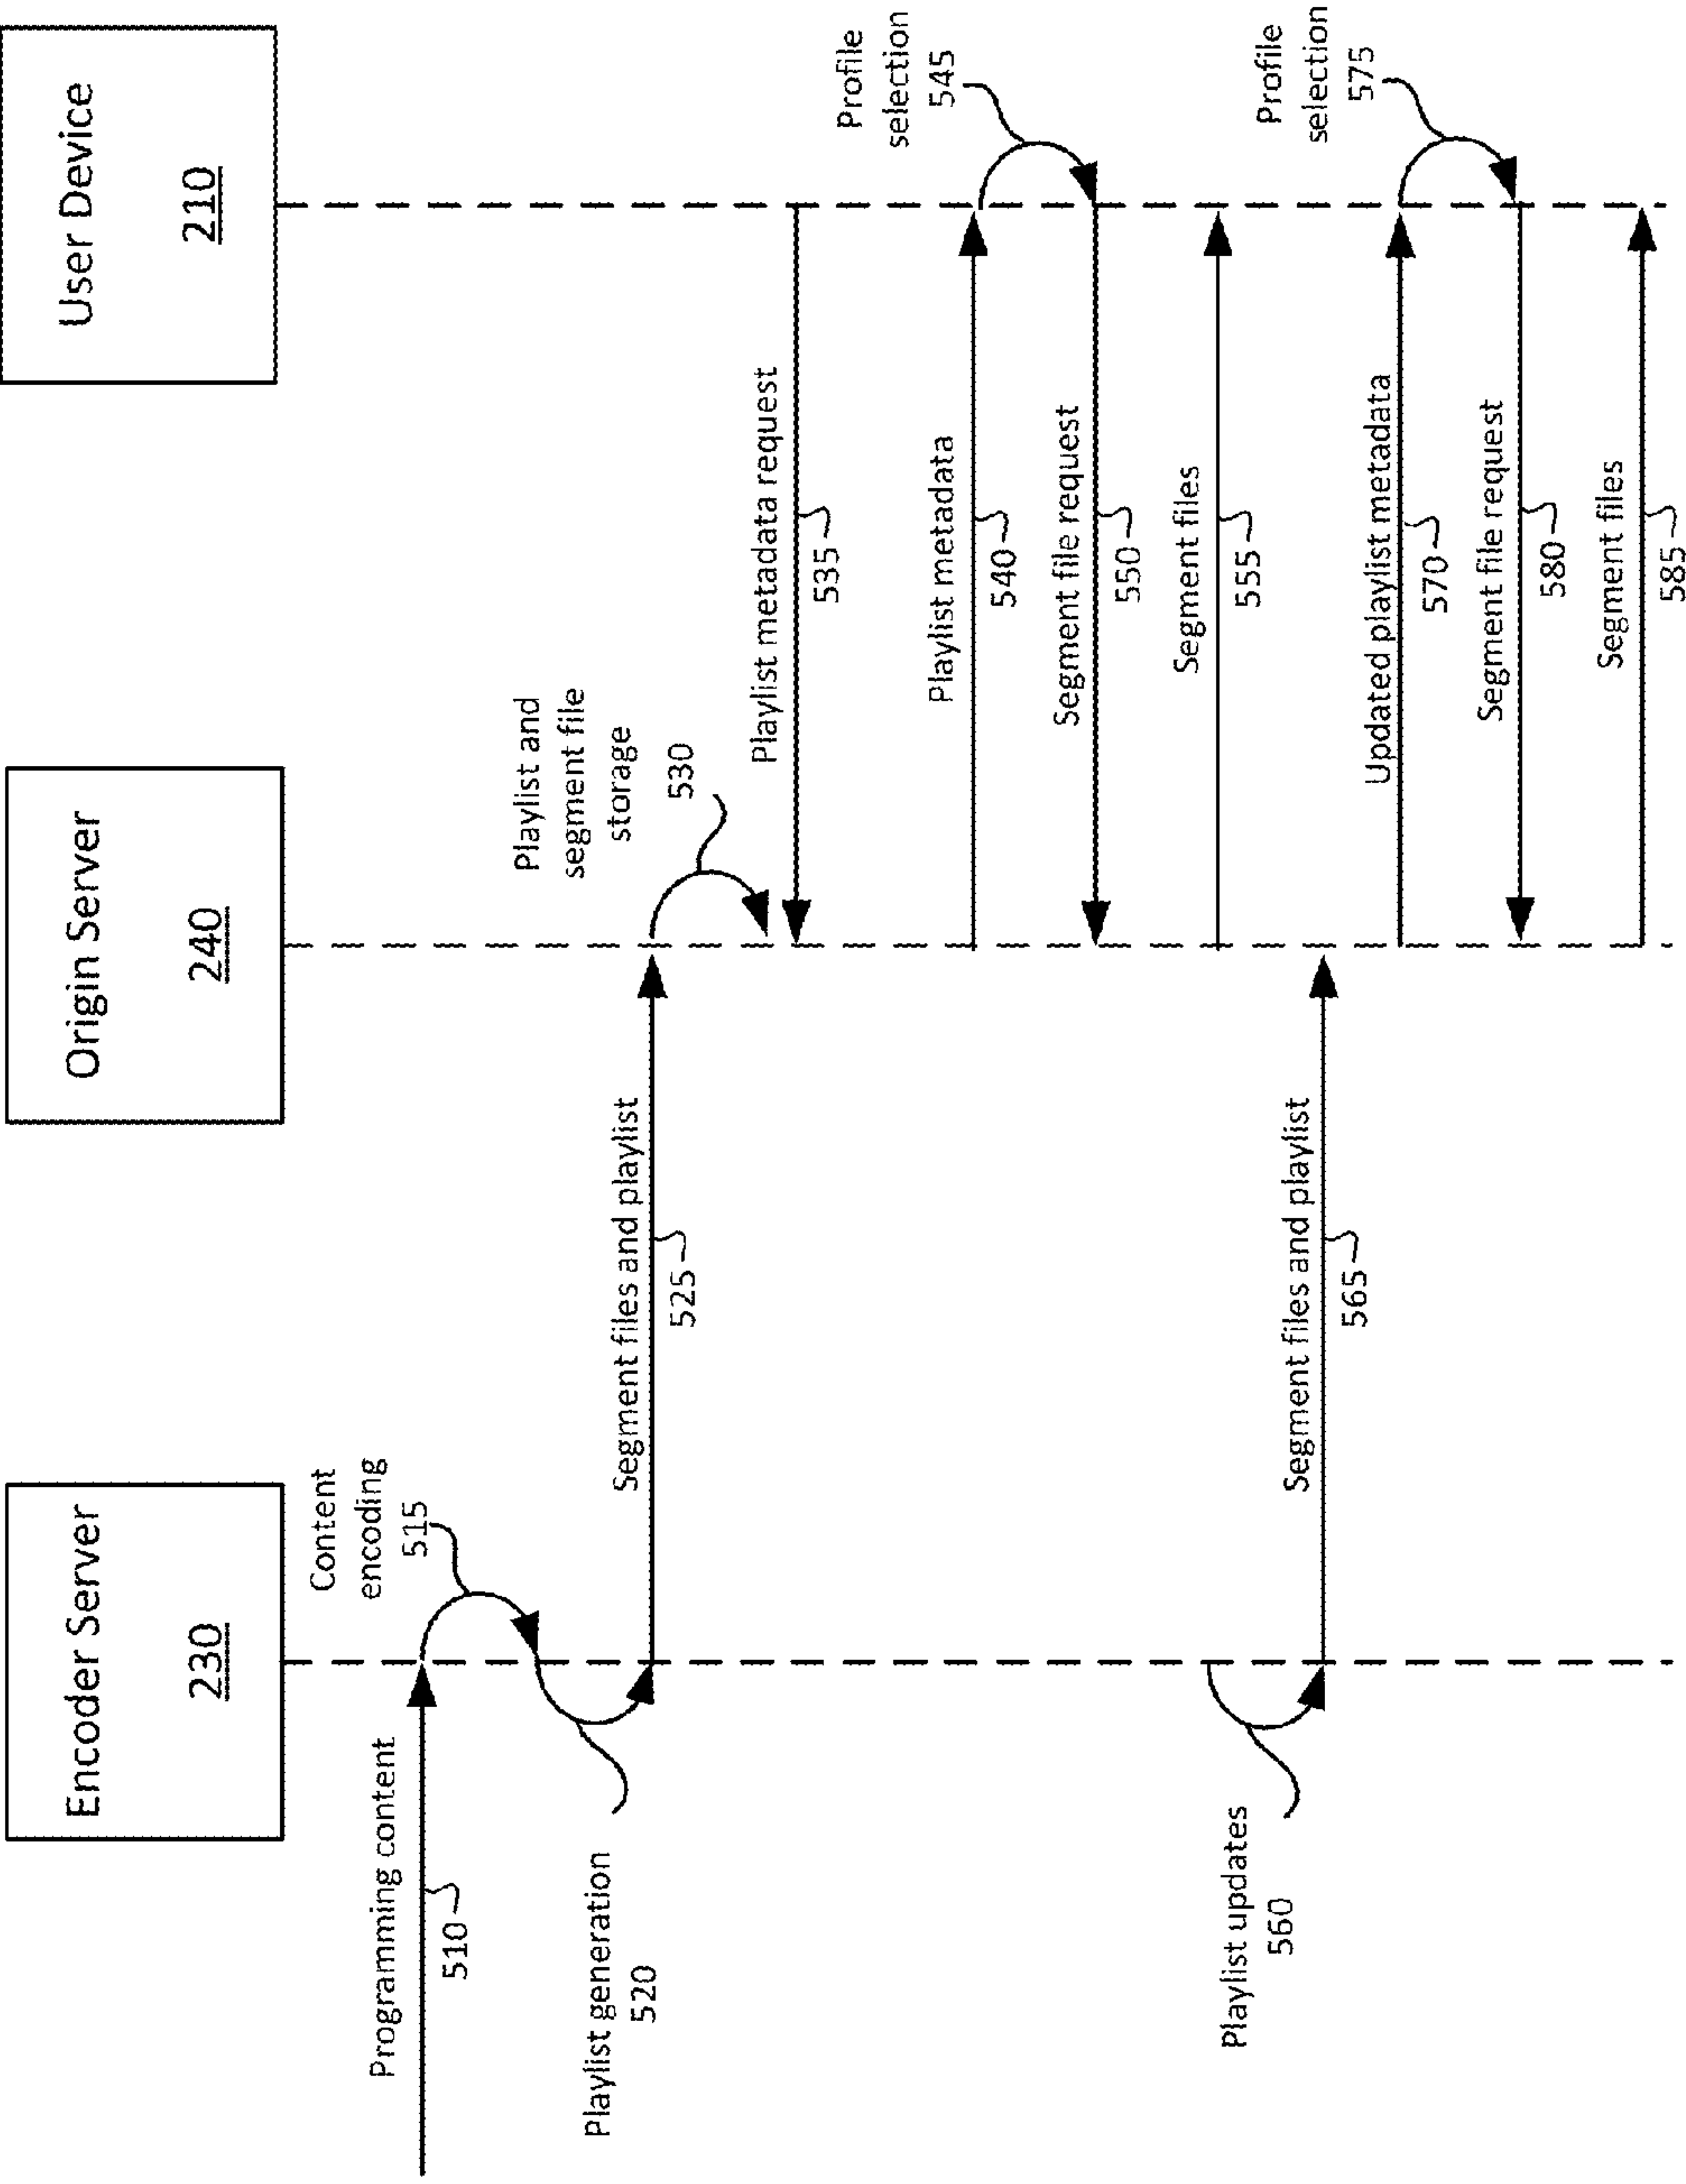 Encoder Server
230
Origin Server
240
User Device
210
Programming content
510
Content
encoding
515
Playlist generation
520
Segment files and playlist
525
Playlist and
segment file
storage
530
Playlist metadata request
535
Playlist metadata
540
Profile
selection
545
Segment file request
550
Segment files
555
Playlist updates
560
Segment files and playlist
565
Updated playlist metadata
570
Profile
selection
575
Segment file request
580
Segment files
585